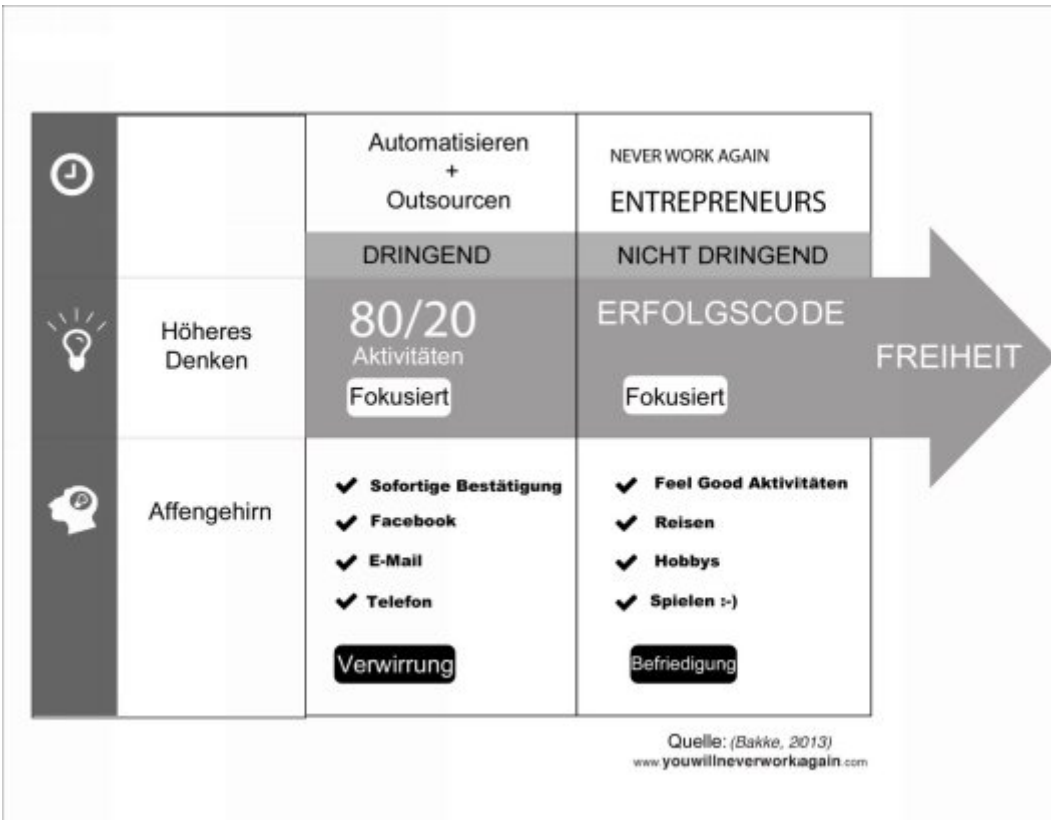 Automatisieren
+
Outsourcen
NEVER WORK AGAIN
ENTREPRENEURS
DRINGEND
NICHT DRINGEND
Höheres
Denken
80/20
Aktivitäten
Fokusiert
ERFOLGSCODE
Fokusiert
FREIHEIT
Affengehirn
Sofortige Bestätigung
Facebook
E-Mail
Telefon
Verwirrung
Feel Good Aktivitäten
Reisen
Hobbys
Spielen :-)
Befriedigung
Quelle: (Bakke, 2013)
www.youwillneverworkagain.com